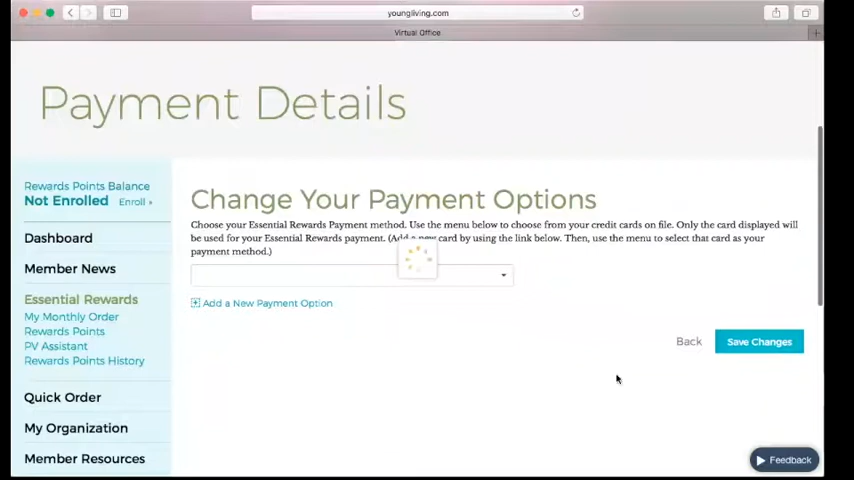 youngliving.com
Virtual Office
Payment Details
Rewards Points Balance
Not Enrolled Enroll »
Dashboard
Member News
Essential Rewards
My Monthly Order
Rewards Points
PV Assistant
Rewards Points History
Quick Order
My Organization
Member Resources
Change Your Payment Options
Choose your Essential Rewards Payment method. Use the menu below to choose from your credit cards on file. Only the card displayed will
be used for your Essential Rewards payment. (Add a new card by using the link below. Then, use the menu to select that card as your
payment method.)
Add a New Payment Option
Back
Save Changes
Feedback